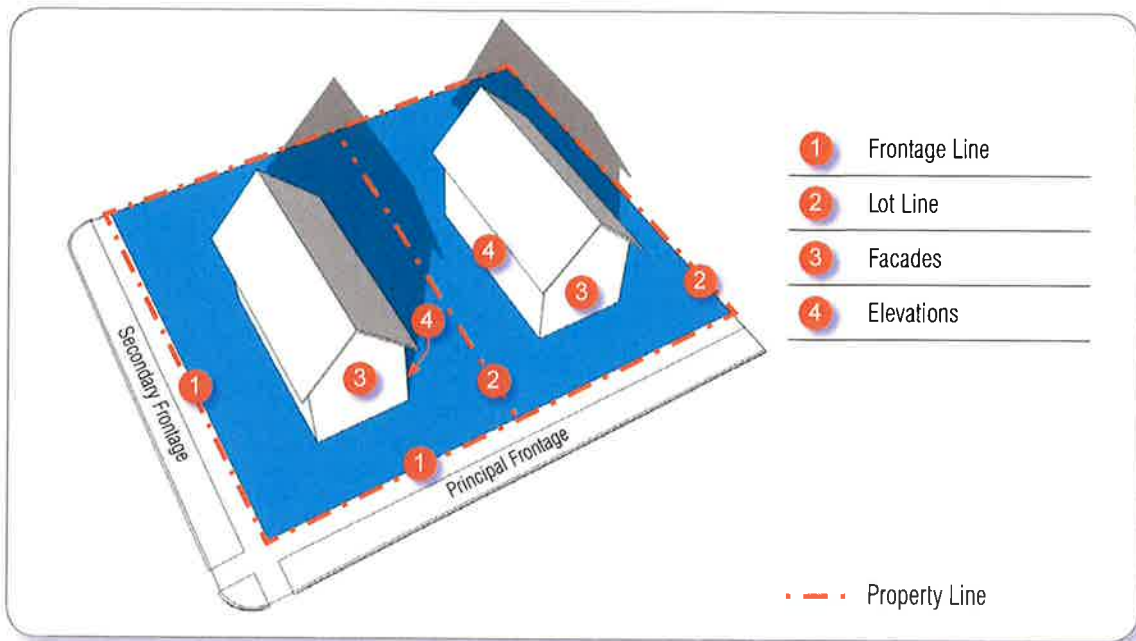 1 Frontage Line
2 Lot Line
3 Facades
4 Elevations
4
3
4
3
2
1
2
1
Secondary Frontage
Principal Frontage
Property Line